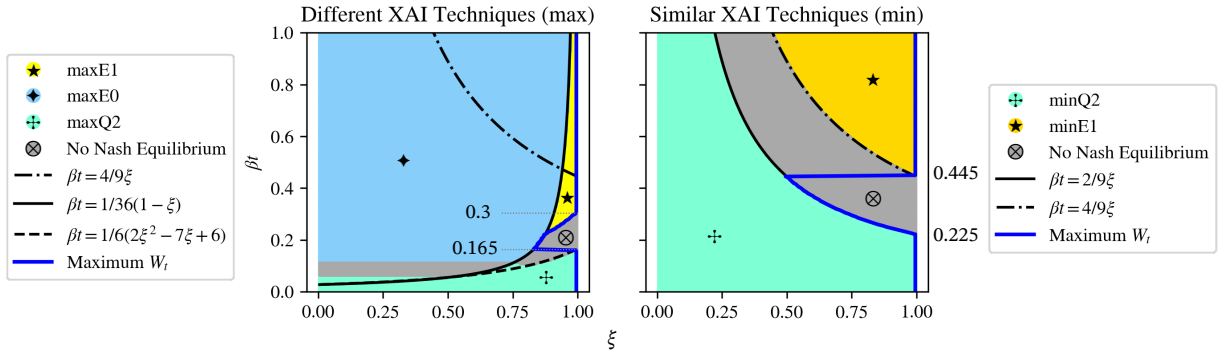 Different XAI Techniques (max)
Similar XAI Techniques (min)
maxE1
maxE0
maxQ2
No Nash Equilibrium
βt = 4/9ξ
βt = 1/36(1 − ξ)
βt = 1/6(2ξ² − 7ξ + 6)
Maximum Wₜ
βt
1.0
0.8
0.6
0.4
0.2
0.0
0.3
0.165
0.00
0.25
0.50
0.75
1.00
0.00
0.25
0.50
0.75
1.00
ξ
0.445
0.225
minQ2
minE1
No Nash Equilibrium
βt = 2/9ξ
βt = 4/9ξ
Maximum Wₜ